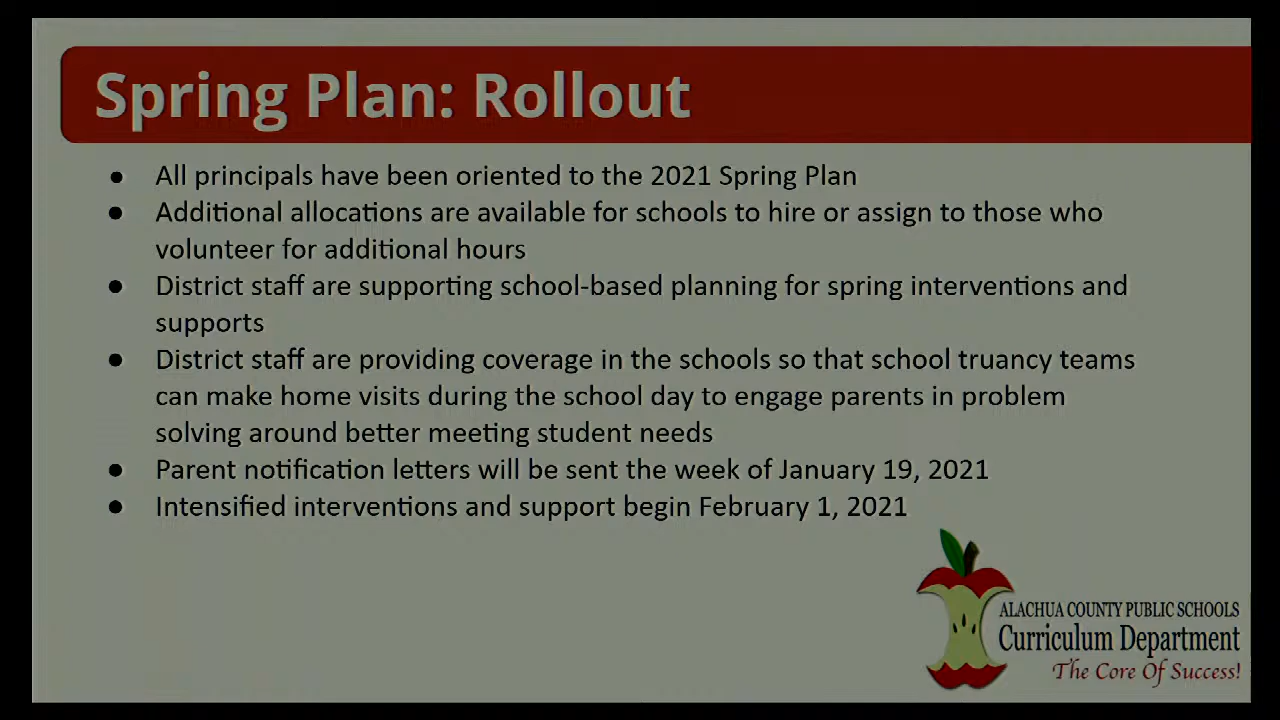 Spring Plan: Rollout
● All principals have been oriented to the 2021 Spring Plan
● Additional allocations are available for schools to hire or assign to those who
volunteer for additional hours
● District staff are supporting school-based planning for spring interventions and
supports
● District staff are providing coverage in the schools so that school truancy teams
can make home visits during the school day to engage parents in problem
solving around better meeting student needs
● Parent notification letters will be sent the week of January 19, 2021
● Intensified interventions and support begin February 1, 2021
ALACHUA COUNTY PUBLIC SCHOOLS
Curriculum Department
The Core Of Success!